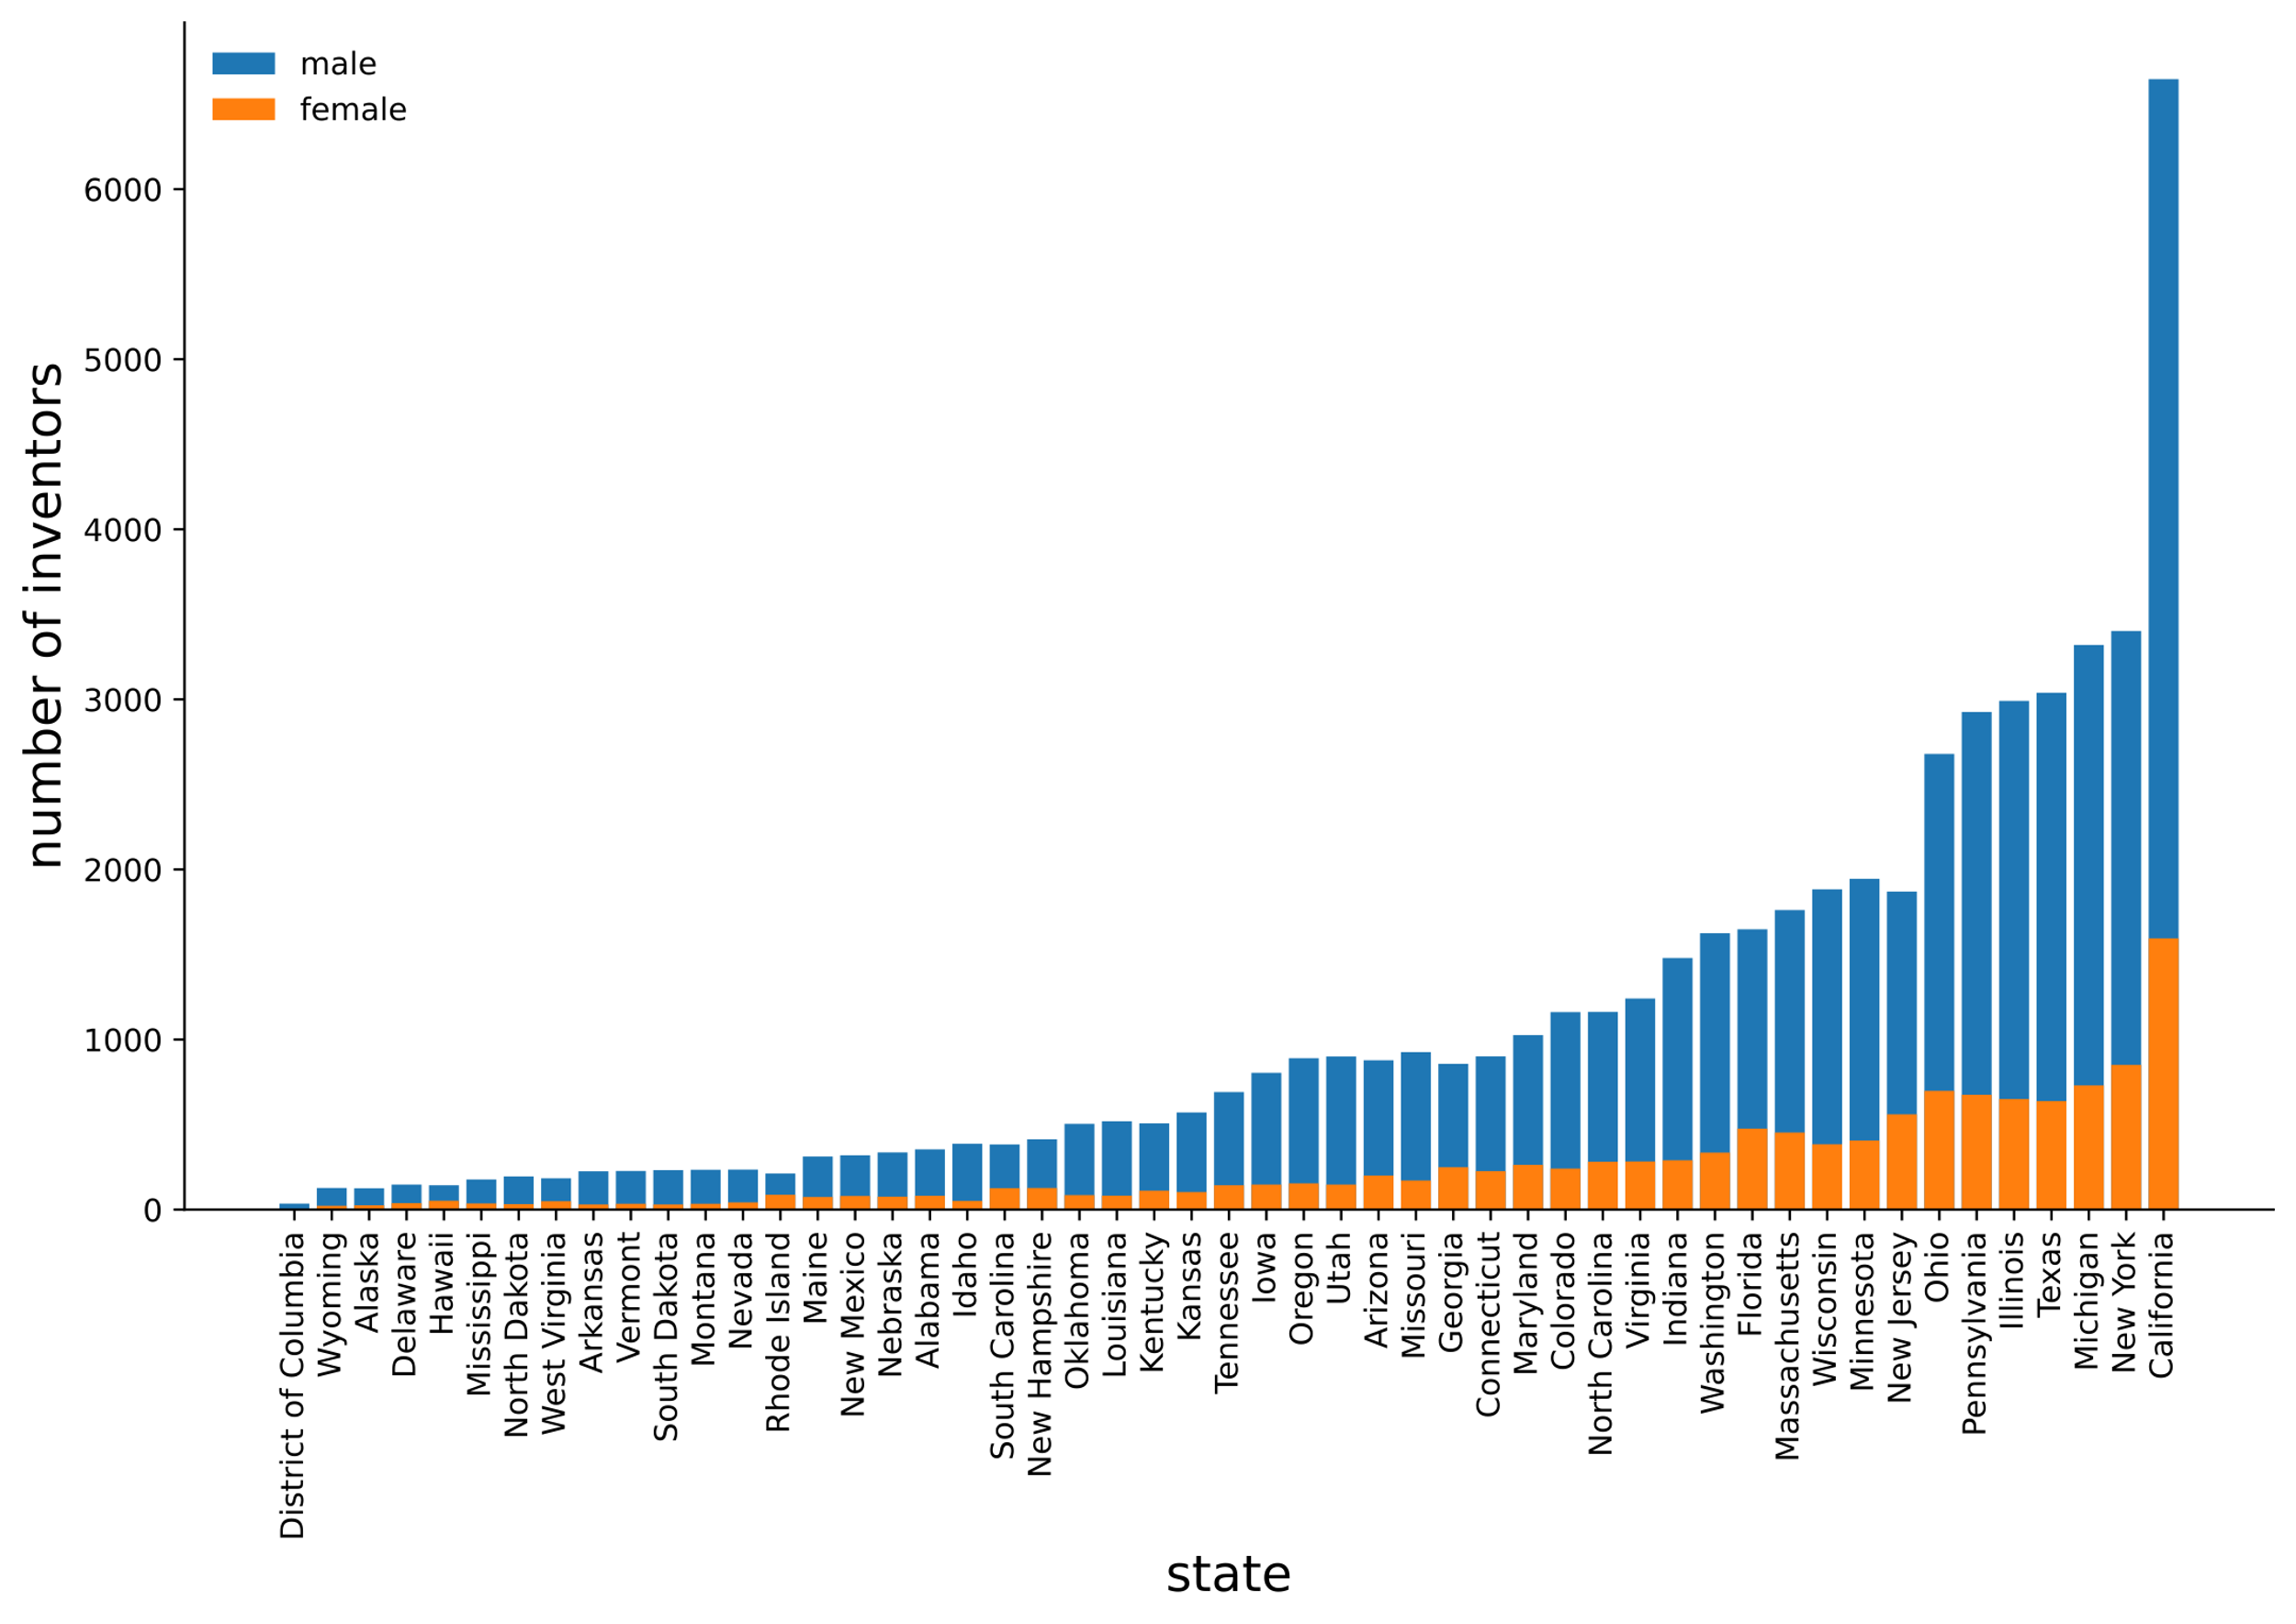 male
female
number of inventors
6000
5000
4000
3000
2000
1000
0
District of Columbia
Wyoming
Alaska
Delaware
Hawaii
Mississippi
North Dakota
West Virginia
Arkansas
Vermont
South Dakota
Montana
Nevada
Rhode Island
Maine
New Mexico
Nebraska
Alabama
Idaho
South Carolina
New Hampshire
Oklahoma
Louisiana
Kentucky
Kansas
Tennessee
Iowa
Oregon
Utah
Arizona
Missouri
Georgia
Connecticut
Maryland
Colorado
North Carolina
Virginia
Indiana
Washington
Florida
Massachusetts
Wisconsin
Minnesota
New Jersey
Ohio
Pennsylvania
Illinois
Texas
Michigan
New York
California
state